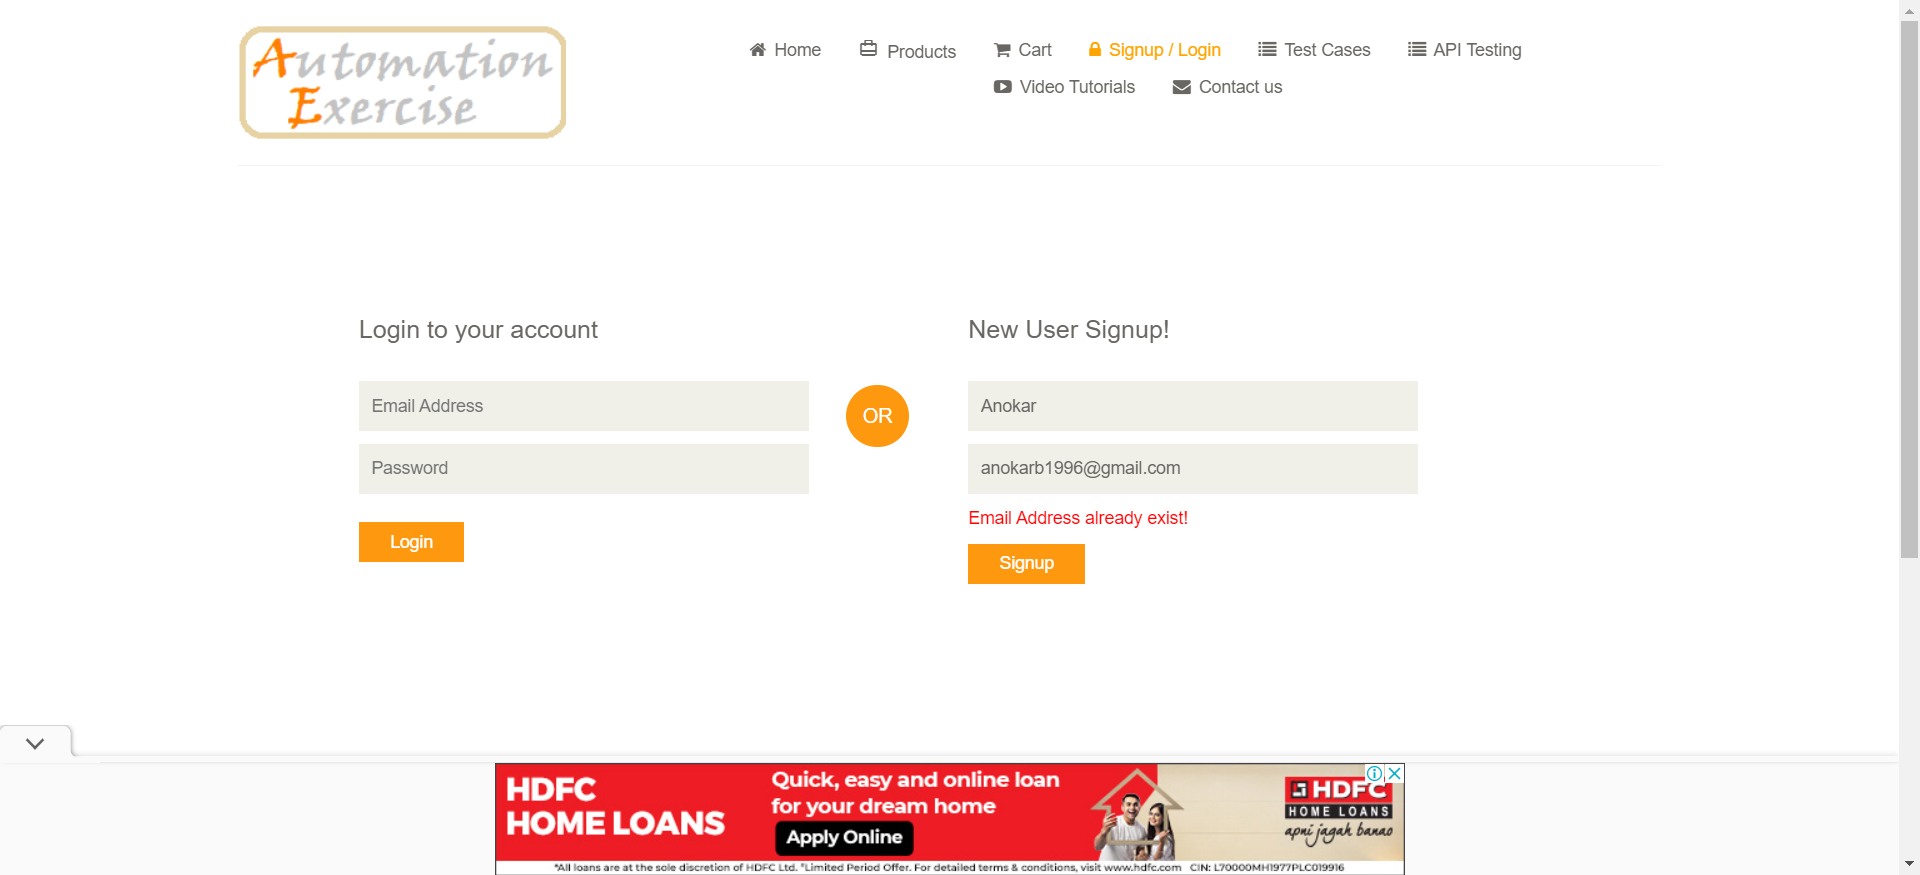 Automation
Exercise
Home
Products
Cart
Signup / Login
Test Cases
API Testing
Video Tutorials
Contact us
Login to your account
Email Address
Password
Login
OR
New User Signup!
Anokar
anokarb1996@gmail.com
Email Address already exist!
Signup
HDFC
HOME LOANS
Quick, easy and online loan
for your dream home
Apply Online
HDFC
HOME LOANS
apni jagah banao
*All loans are at the sole discretion of HDFC Ltd. *Limited Period Offer. For detailed terms & conditions, visit www.hdfc.com CIN: L70000MH1977PLC019916